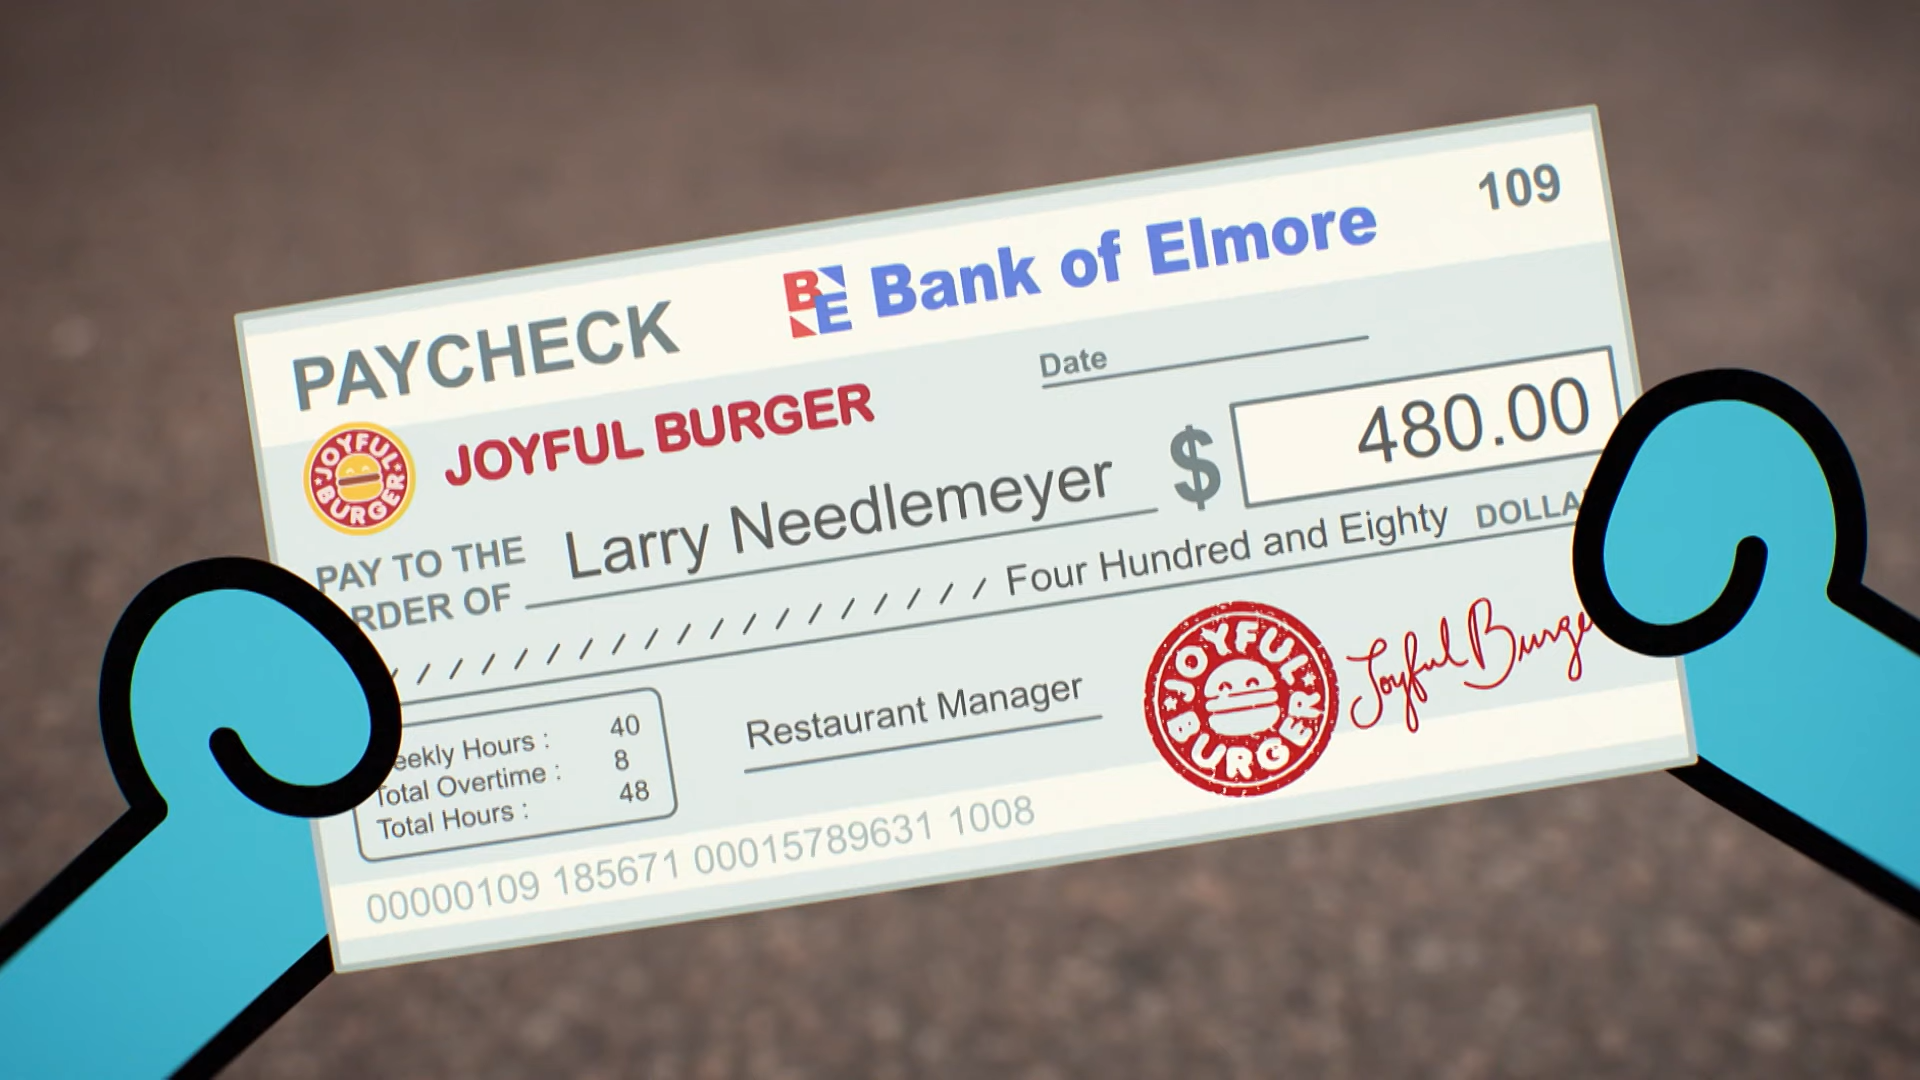 109
BE Bank of Elmore
PAYCHECK
Date
JOYFUL BURGER
JOYFUL BURGER
$ 480.00
PAY TO THE
RDER OF Larry Needlemeyer
/ / / / / / / / / / / / / / / / / / / Four Hundred and Eighty DOLLA
eekly Hours : 40
Total Overtime : 8
Total Hours : 48
Restaurant Manager
JOYFUL BURGER
Joyful Burge
00000109 185671 00015789631 1008